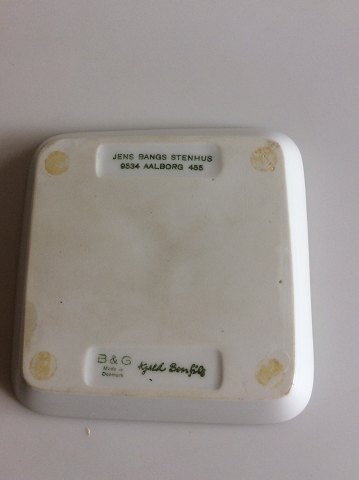 JENS BANGS STENHUS
9534 AALBORG 455
B & G
Made in
Denmark
Kjeld Bonfils